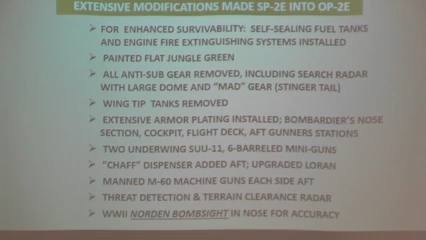 EXTENSIVE MODIFICATIONS MADE SP-2E INTO OP-2E
➢ FOR ENHANCED SURVIVABILITY: SELF-SEALING FUEL TANKS
AND ENGINE FIRE EXTINGUISHING SYSTEMS INSTALLED
➢ PAINTED FLAT JUNGLE GREEN
➢ ALL ANTI-SUB GEAR REMOVED, INCLUDING SEARCH RADAR
WITH LARGE DOME AND “MAD” GEAR (STINGER TAIL)
➢ WING TIP TANKS REMOVED
➢ EXTENSIVE ARMOR PLATING INSTALLED; BOMBARDIER’S NOSE
SECTION, COCKPIT, FLIGHT DECK, AFT GUNNERS STATIONS
➢ TWO UNDERWING SUU-11, 6-BARRELED MINI-GUNS
➢ “CHAFF” DISPENSER ADDED AFT; UPGRADED LORAN
➢ MANNED M-60 MACHINE GUNS EACH SIDE AFT
➢ THREAT DETECTION & TERRAIN CLEARANCE RADAR
➢ WWII NORDEN BOMBSIGHT IN NOSE FOR ACCURACY